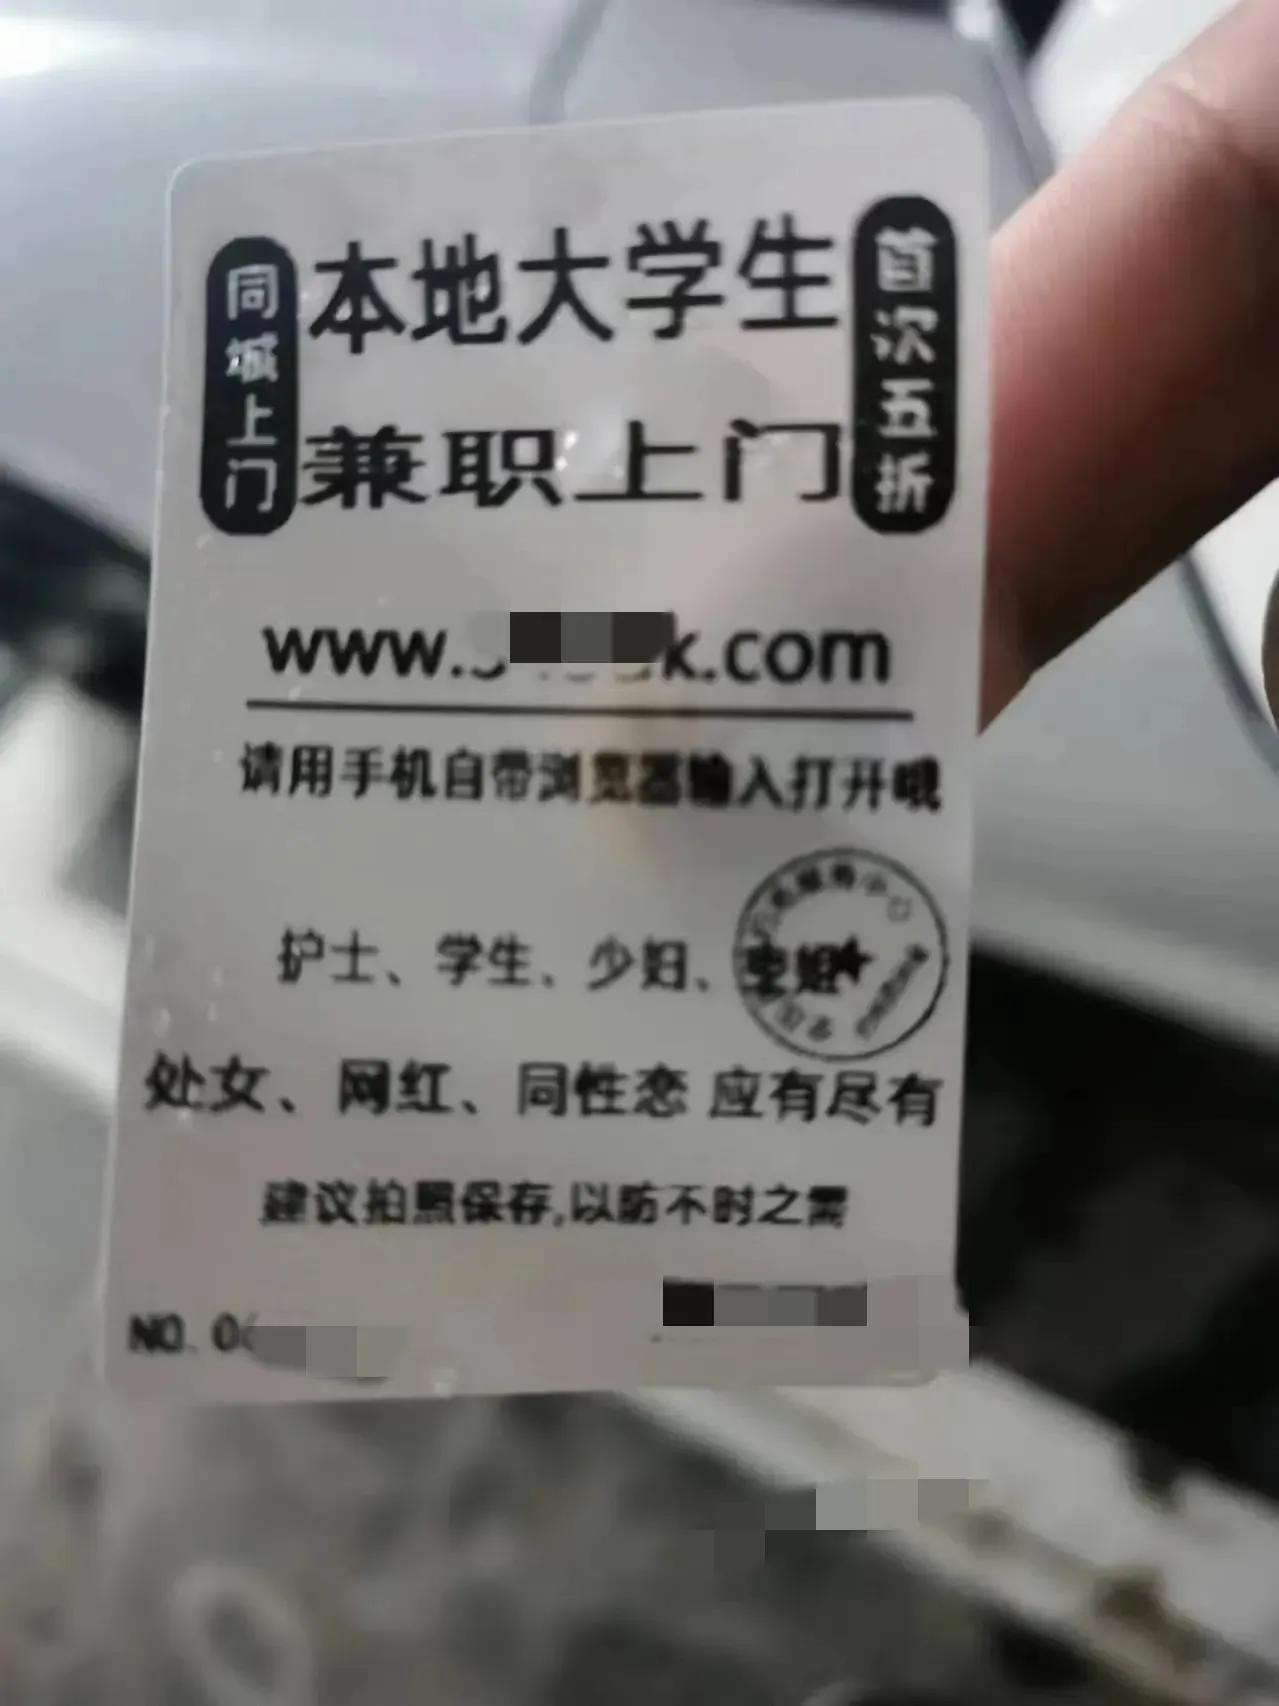 同城上门
本地大学生
首次五折
兼职上门
www.
k.com
请用手机自带浏览器输入打开哦
护士、学生、少妇、空姐
处女、网红、同性恋 应有尽有
建议拍照保存,以防不时之需
NO. 0